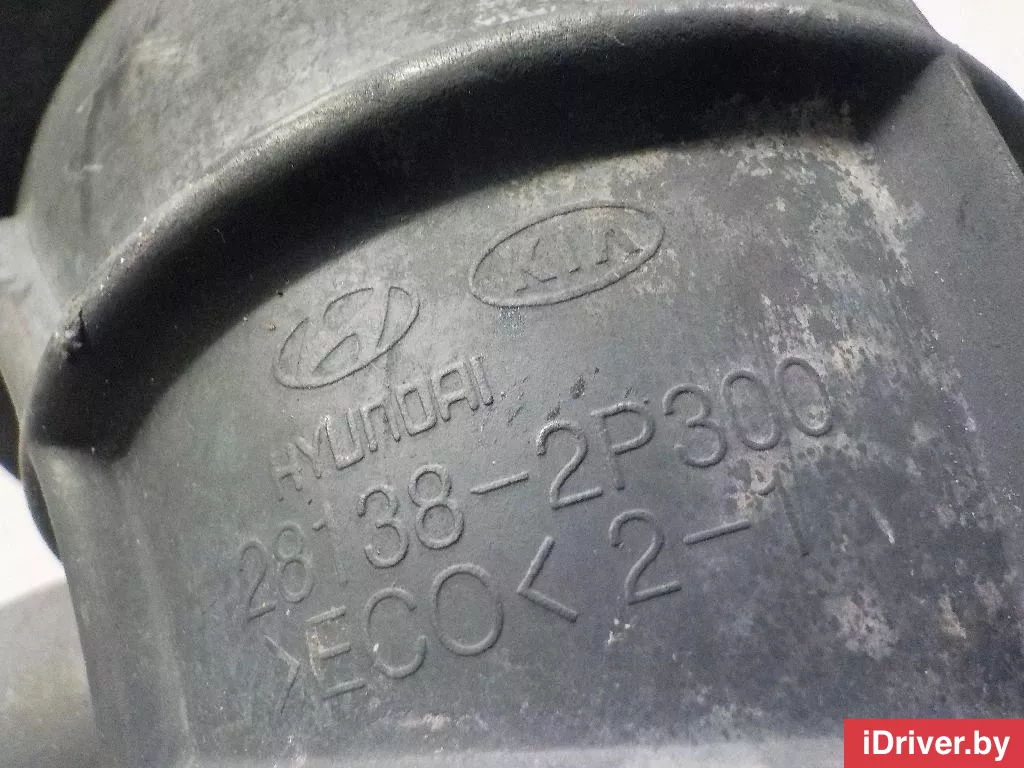 KIA
HYUNDAI
28138-2P300
>ECO< 2-1
iDriver.by